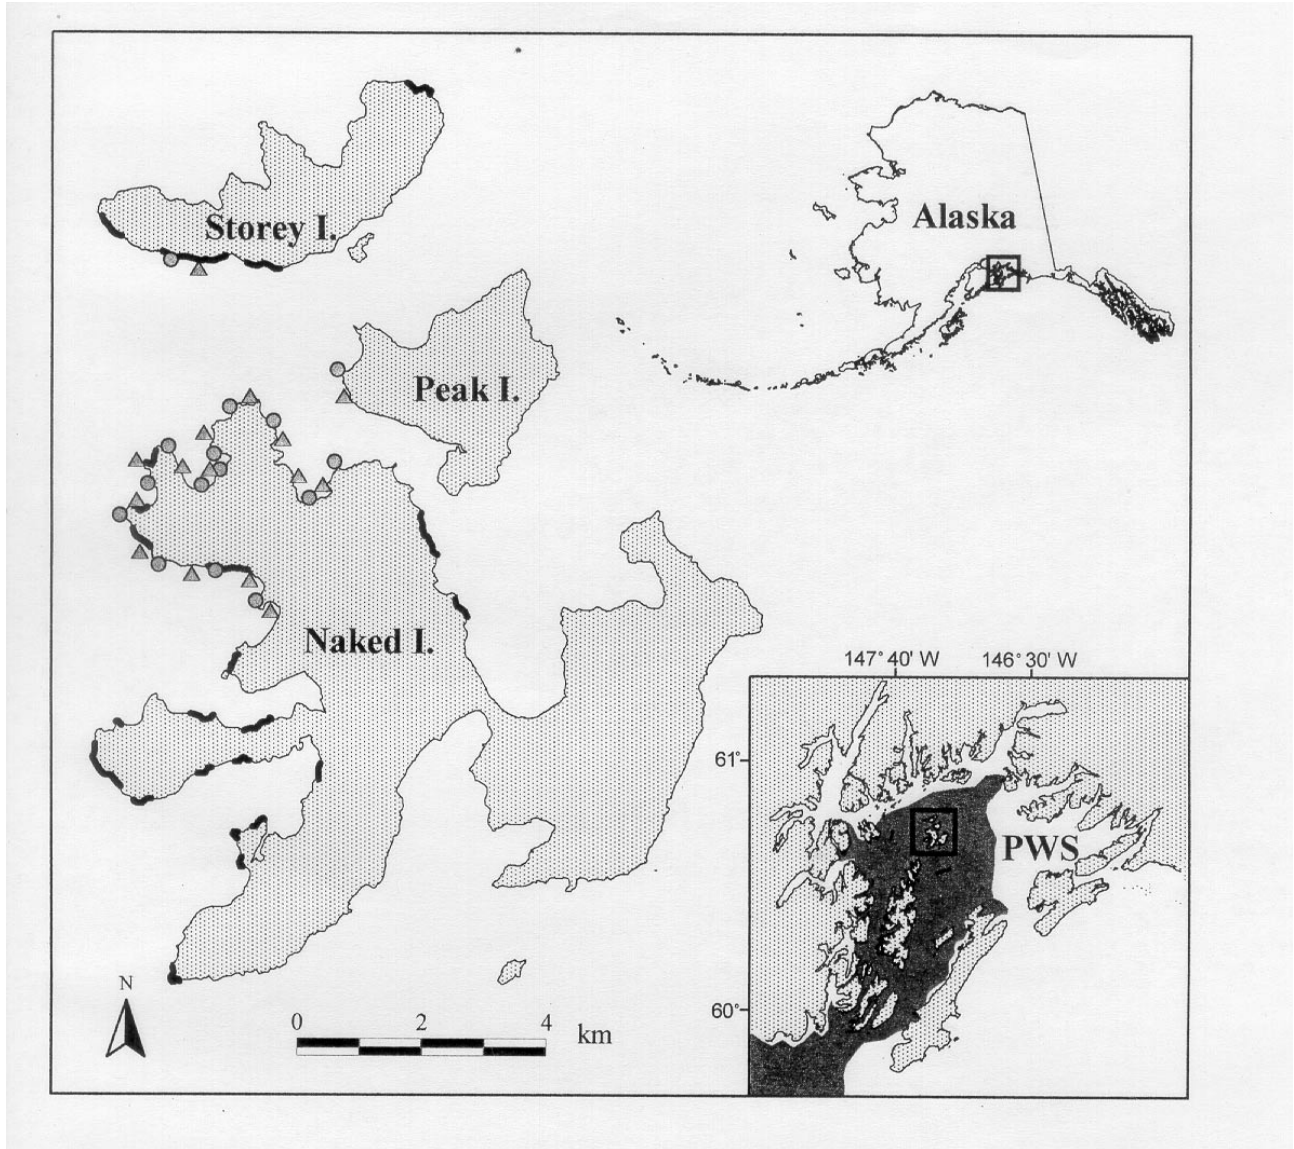 Storey I.
Alaska
Peak I.
Naked I.
147° 40' W 146° 30' W
61°
PWS
60°
N
0 2 4 km